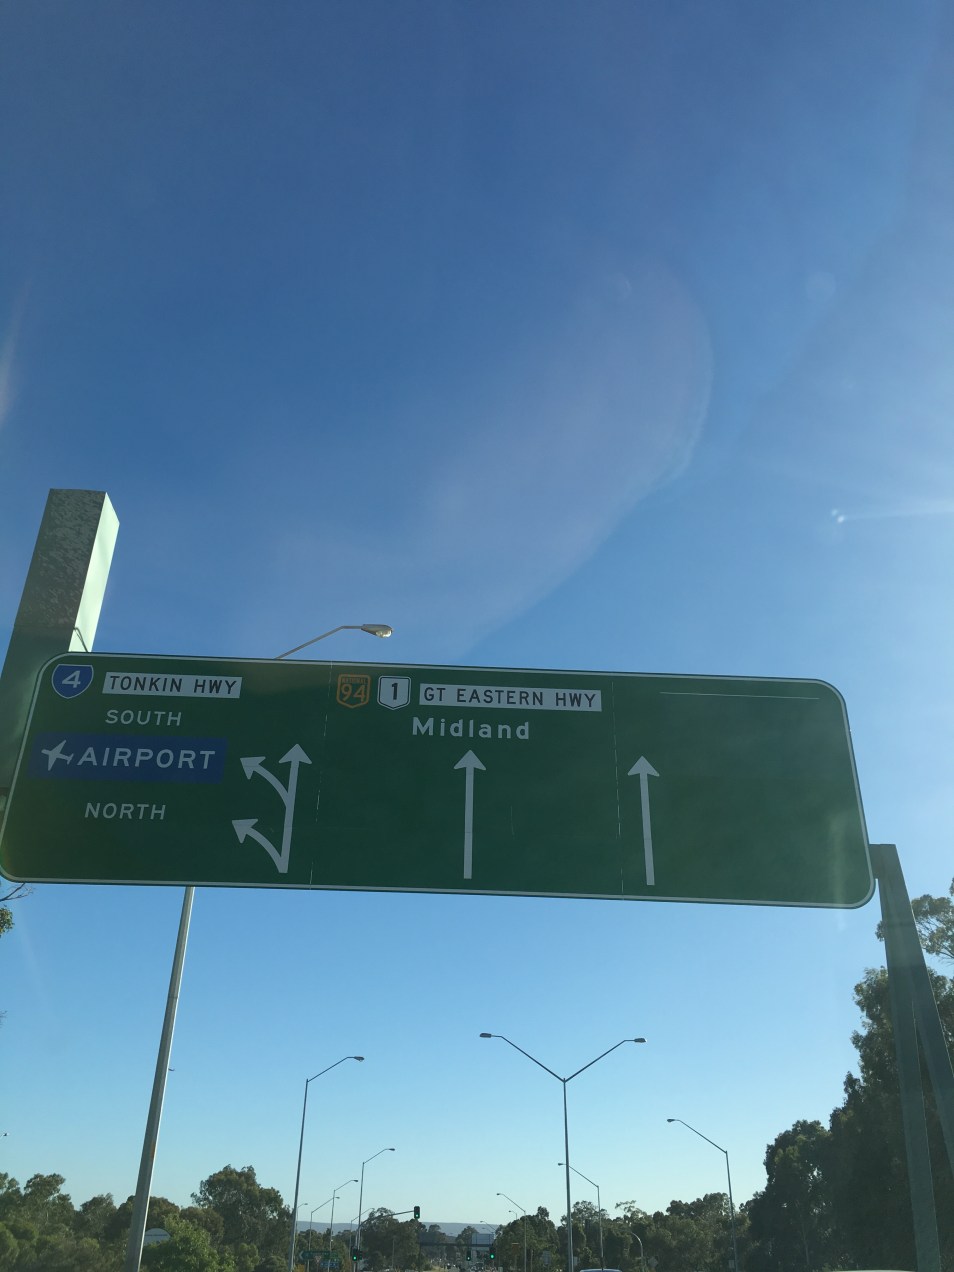 4 TONKIN HWY
SOUTH
AIRPORT
NORTH
94 1 GT EASTERN HWY
Midland